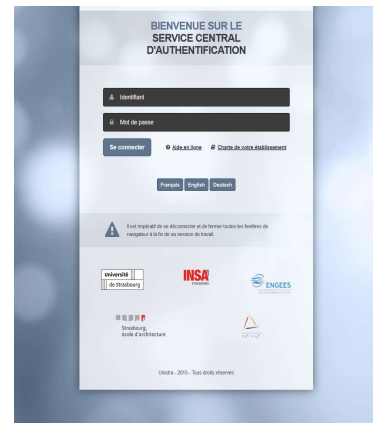 BIENVENUE SUR LE
SERVICE CENTRAL
D'AUTHENTIFICATION
Identifiant
Mot de passe
Se connecter Aide en ligne Charte de votre établissement
Français English Deutsch
Il est impératif de se déconnecter et de fermer toutes les fenêtres de
navigateur à la fin de sa session de travail.
Université
de Strasbourg
INSA
STRASBOURG
ENGEES
Strasbourg,
école d'architecture
Unistra - 2015 - Tous droits réservés